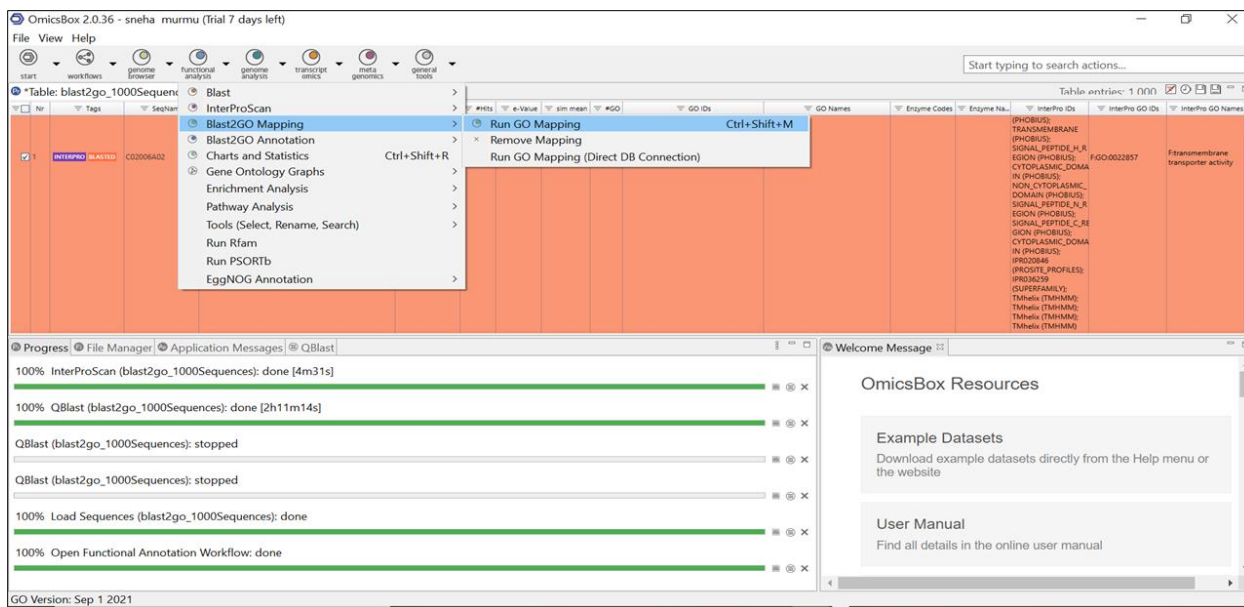 OmicsBox 2.0.36 - sneha murmu (Trial 7 days left)
File View Help
start
workflows
genome browser
functional analysis
genome analysis
transcript omics
meta genomics
general tools
Start typing to search actions...
*Table: blast2go_1000Sequenc
Table entries: 1,000
Nr
Tags
SeqNam
#Hits
e-Value
sim mean
#GO
GO IDs
GO Names
Enzyme Codes
Enzyme Na...
InterPro IDs
InterPro GO IDs
InterPro GO Names
Blast
InterProScan
Blast2GO Mapping
Blast2GO Annotation
Charts and Statistics Ctrl+Shift+R
Gene Ontology Graphs
Enrichment Analysis
Pathway Analysis
Tools (Select, Rename, Search)
Run Rfam
Run PSORTb
EggNOG Annotation
Run GO Mapping Ctrl+Shift+M
Remove Mapping
Run GO Mapping (Direct DB Connection)
1
INTERPRO BLASTED
C02006A02
(PHOBIUS);
TRANSMEMBRANE
(PHOBIUS);
SIGNAL_PEPTIDE_H_R
EGION (PHOBIUS);
CYTOPLASMIC_DOMA
IN (PHOBIUS);
NON_CYTOPLASMIC_
DOMAIN (PHOBIUS);
SIGNAL_PEPTIDE_N_R
EGION (PHOBIUS);
SIGNAL_PEPTIDE_C_RE
GION (PHOBIUS);
CYTOPLASMIC_DOMA
IN (PHOBIUS);
IPR020846
(PROSITE_PROFILES);
IPR036259
(SUPERFAMILY);
TMhelix (TMHMM);
TMhelix (TMHMM);
TMhelix (TMHMM);
TMhelix (TMHMM)
F:GO:0022857
F:transmembrane
transporter activity
Progress
File Manager
Application Messages
QBlast
100% InterProScan (blast2go_1000Sequences): done [4m31s]
100% QBlast (blast2go_1000Sequences): done [2h11m14s]
QBlast (blast2go_1000Sequences): stopped
QBlast (blast2go_1000Sequences): stopped
100% Load Sequences (blast2go_1000Sequences): done
100% Open Functional Annotation Workflow: done
Welcome Message
OmicsBox Resources
Example Datasets
Download example datasets directly from the Help menu or
the website
User Manual
Find all details in the online user manual
GO Version: Sep 1 2021